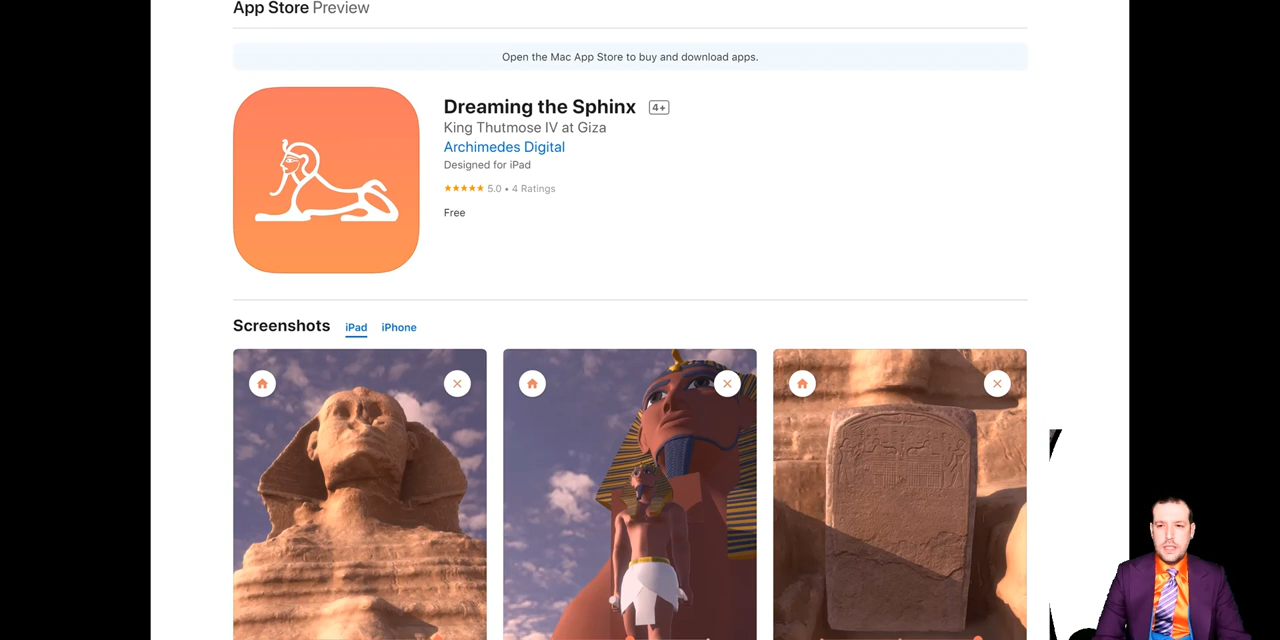 App Store Preview
Open the Mac App Store to buy and download apps.
Dreaming the Sphinx 4+
King Thutmose IV at Giza
Archimedes Digital
Designed for iPad
★★★★★ 5.0 • 4 Ratings
Free
Screenshots iPad iPhone